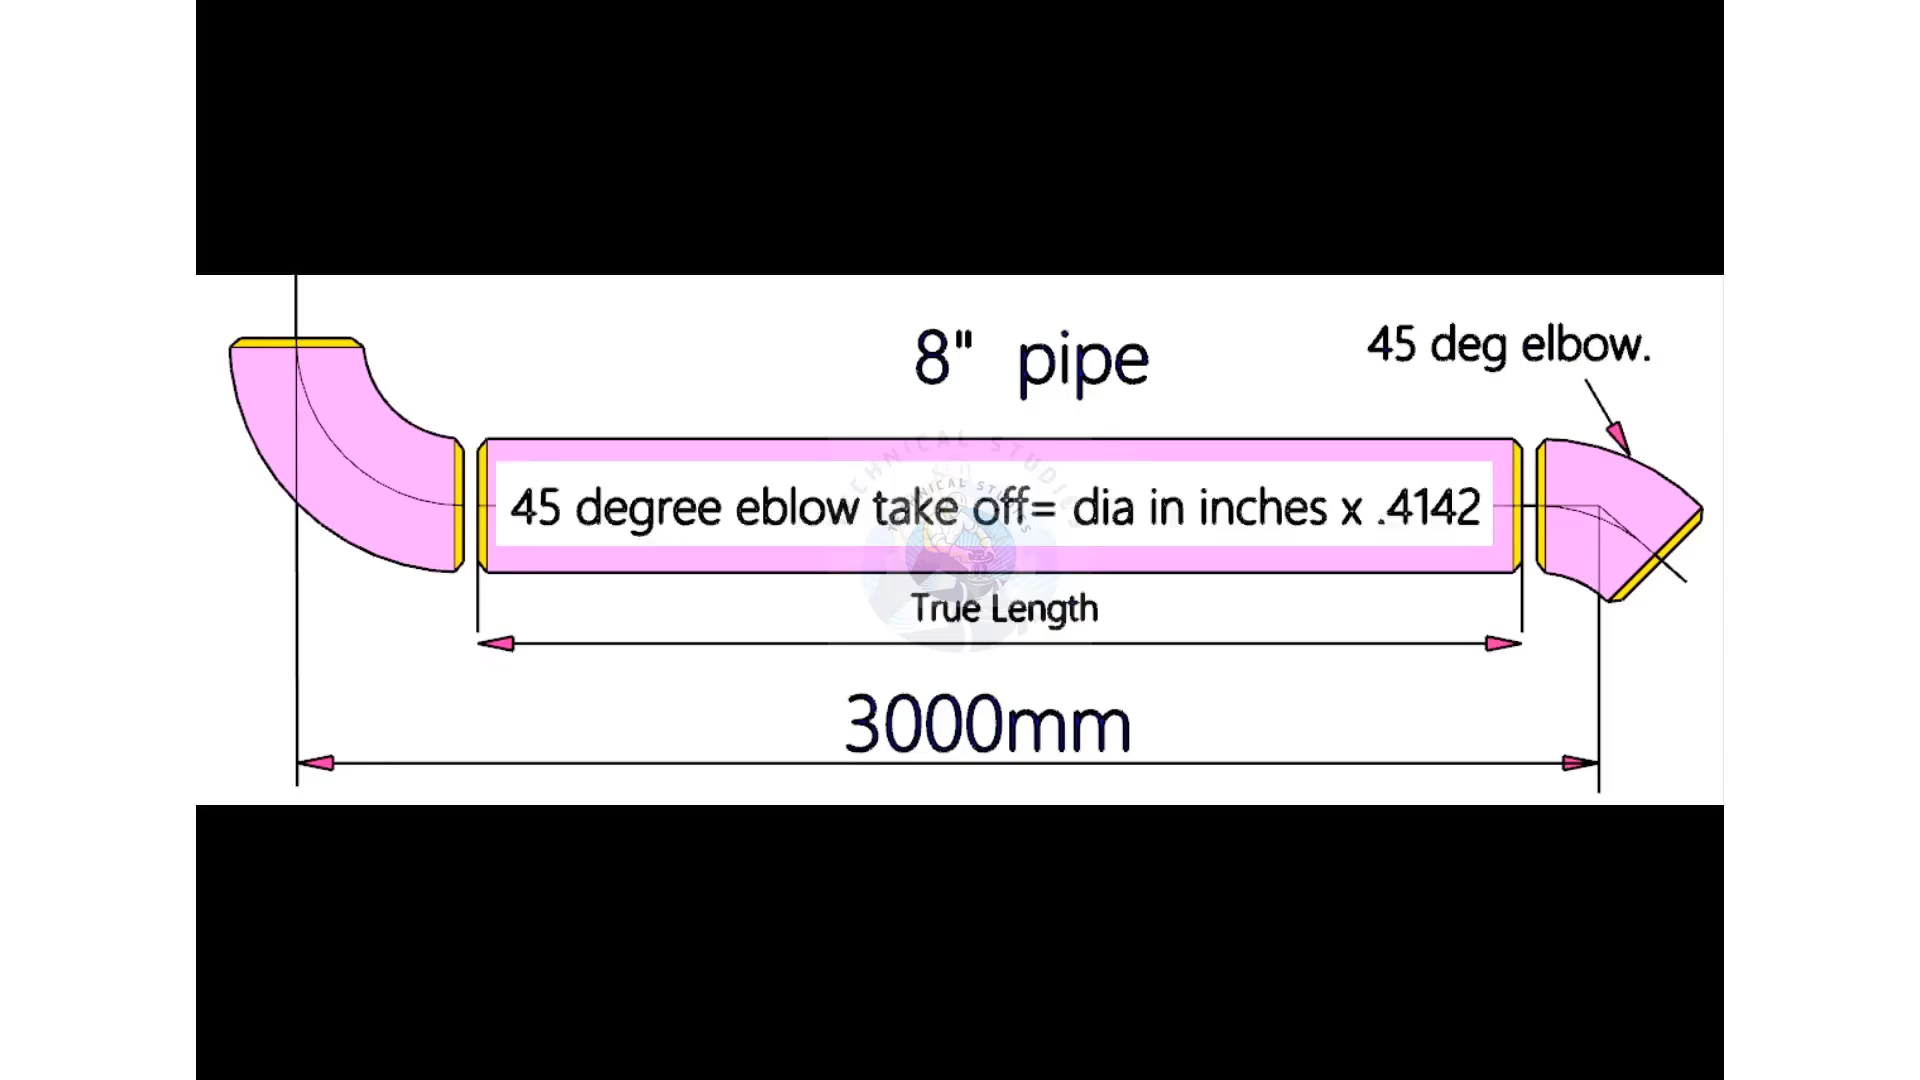 8" pipe
45 deg elbow.
45 degree eblow take off= dia in inches x .4142
True Length
3000mm